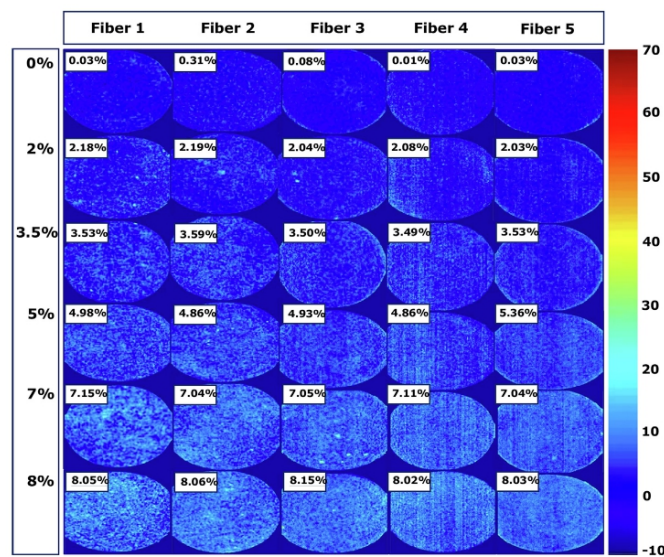 Fiber 1 Fiber 2 Fiber 3 Fiber 4 Fiber 5
0% 0.03% 0.31% 0.08% 0.01% 0.03% 70
60
2% 2.18% 2.19% 2.04% 2.08% 2.03%
50
3.5% 3.53% 3.59% 3.50% 3.49% 3.53%
40
30
5% 4.98% 4.86% 4.93% 4.86% 5.36%
20
7% 7.15% 7.04% 7.05% 7.11% 7.04%
10
8% 8.05% 8.06% 8.15% 8.02% 8.03%
0
-10